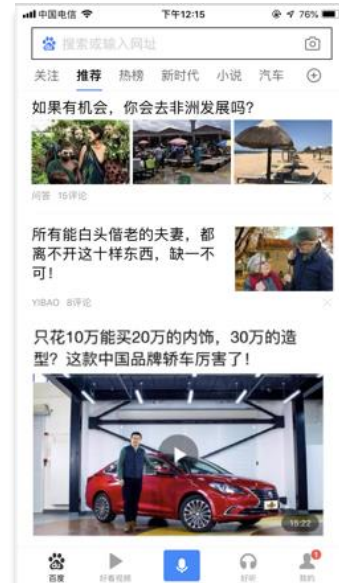 中国电信
下午12:15
76%
搜索或输入网址
关注 推荐 热榜 新时代 小说 汽车
如果有机会，你会去非洲发展吗？
问答 16评论
所有能白头偕老的夫妻，都
离不开这十样东西，缺一不
可！
YIBAO 8评论
只花10万能买20万的内饰，30万的造
型？这款中国品牌轿车厉害了！
15:22
百度 好看视频 好听 我的
1